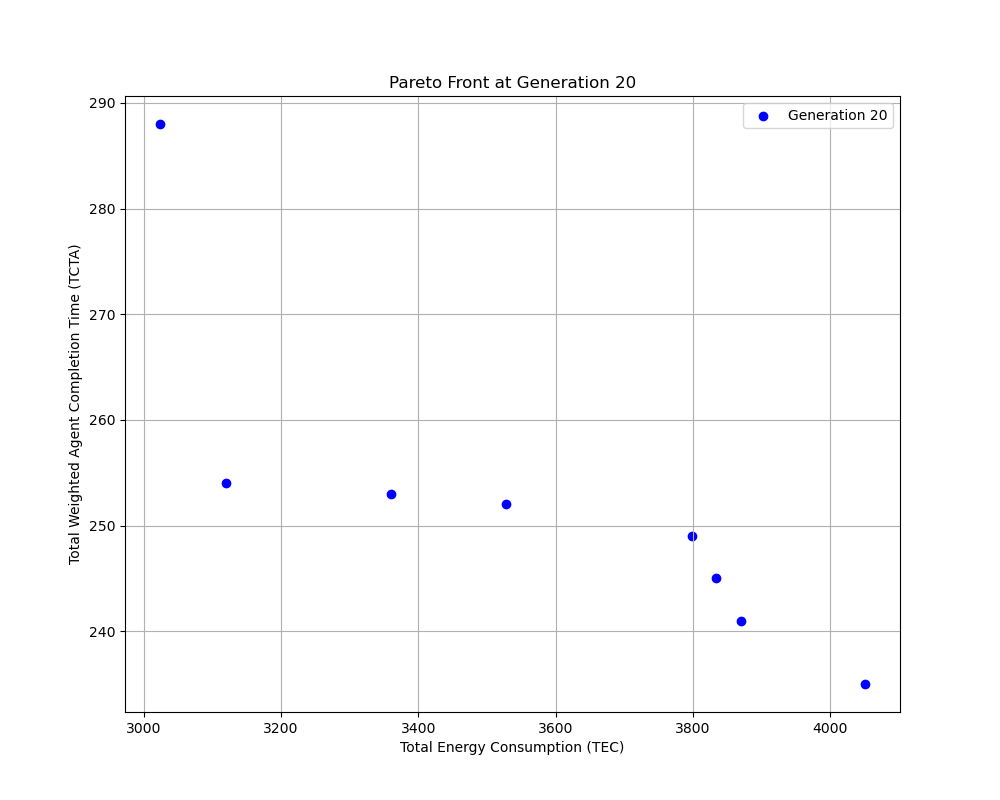 Pareto Front at Generation 20
Generation 20
290
280
270
260
250
240
Total Weighted Agent Completion Time (TCTA)
3000 3200 3400 3600 3800 4000
Total Energy Consumption (TEC)